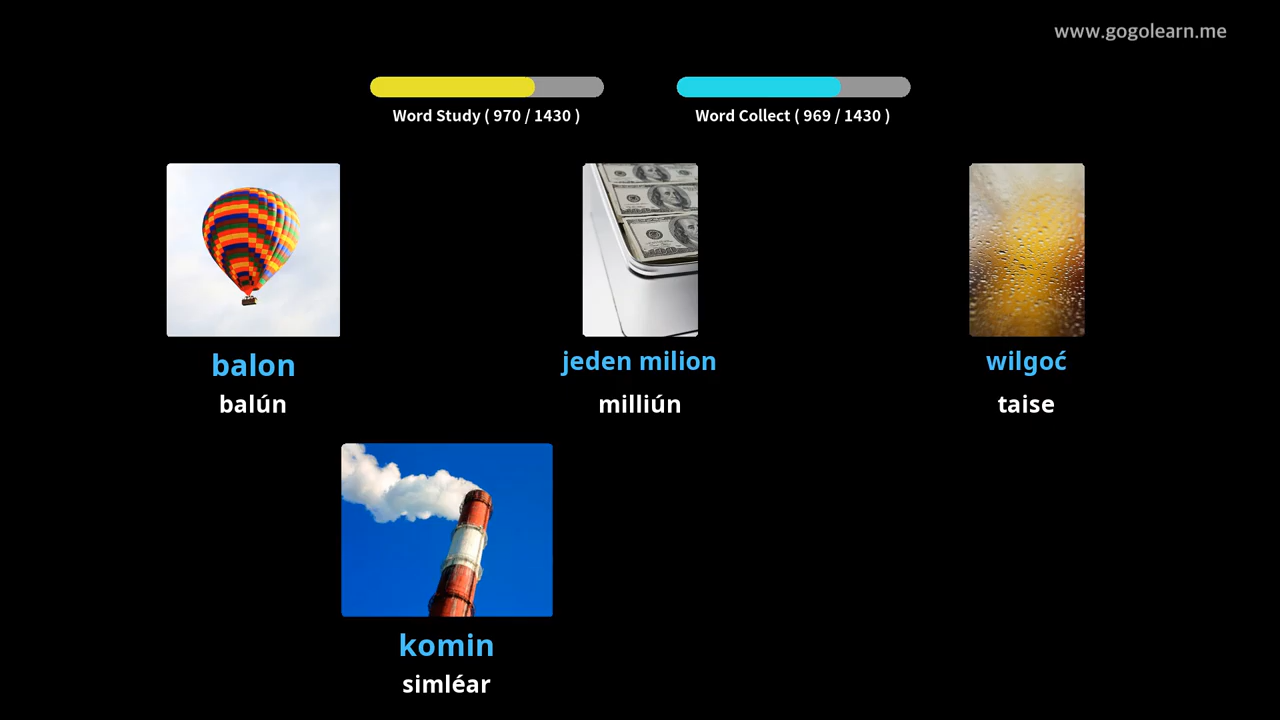 www.gogolearn.me
Word Study ( 970 / 1430 )
Word Collect ( 969 / 1430 )
balon
balún
jeden milion
milliún
wilgoć
taise
komin
simléar